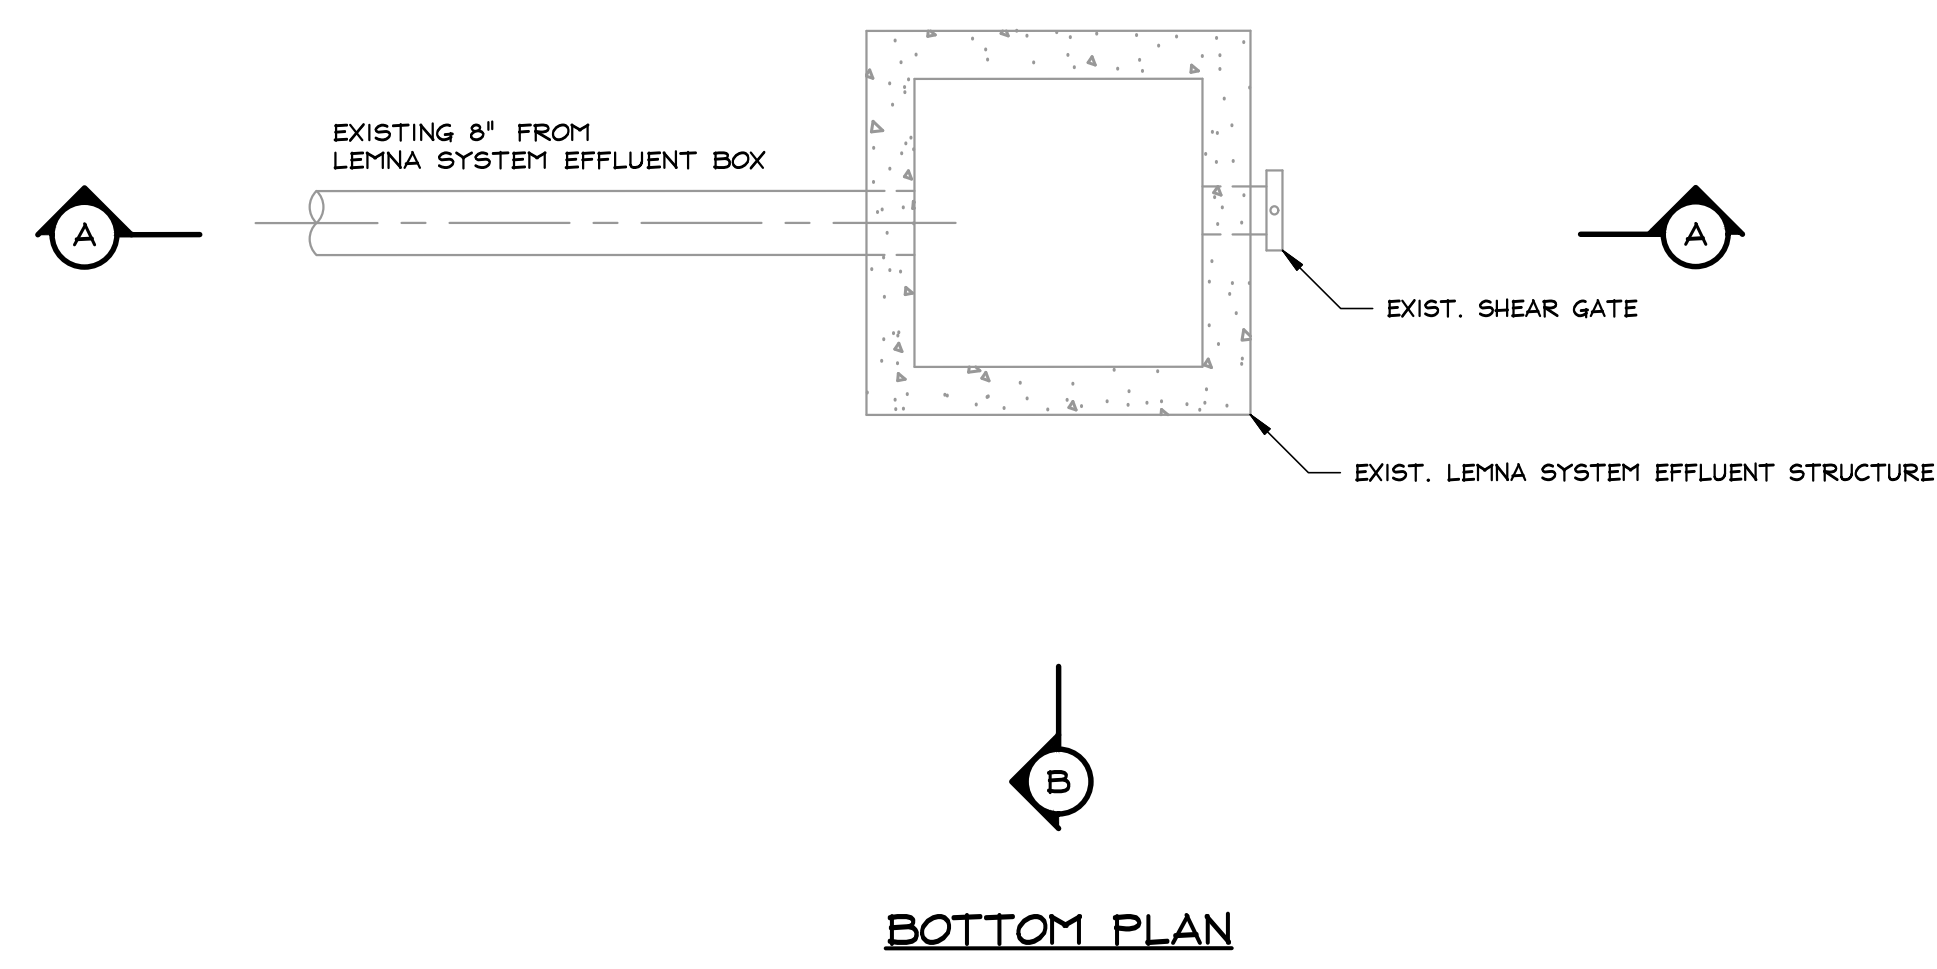 EXISTING 8" FROM
LEMNA SYSTEM EFFLUENT BOX
A
A
EXIST. SHEAR GATE
EXIST. LEMNA SYSTEM EFFLUENT STRUCTURE
B
BOTTOM PLAN